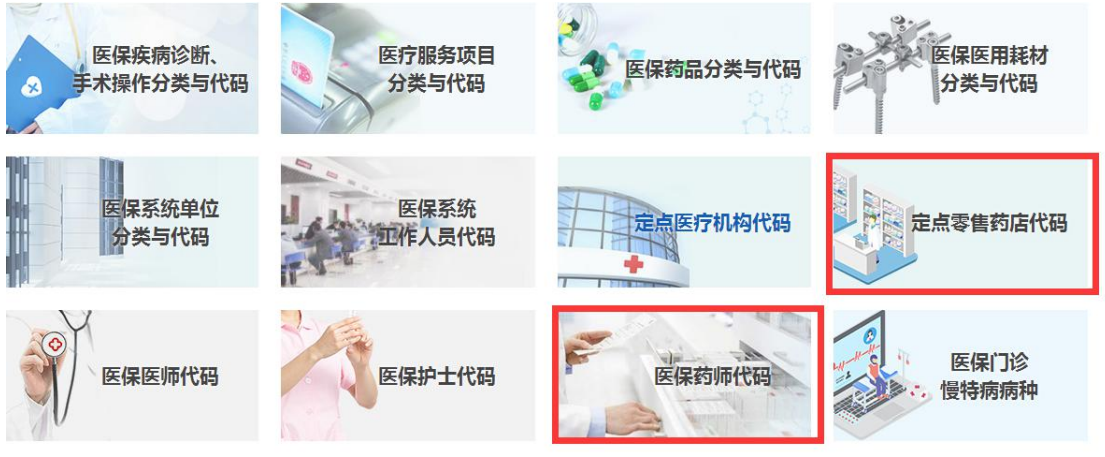 医保疾病诊断、
手术操作分类与代码
医疗服务项目
分类与代码
医保药品分类与代码
医保医用耗材
分类与代码
医保系统单位
分类与代码
医保系统
工作人员代码
定点医疗机构代码
定点零售药店代码
医保医师代码
医保护士代码
医保药师代码
医保门诊
慢特病病种